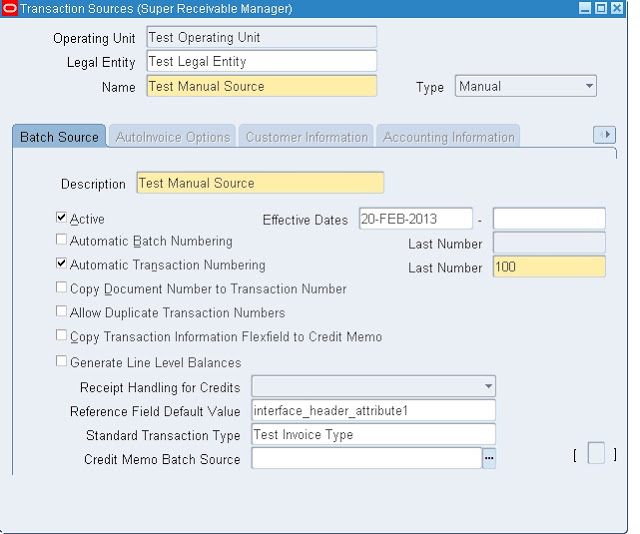 Transaction Sources (Super Receivable Manager)
Operating Unit Test Operating Unit
Legal Entity Test Legal Entity
Name Test Manual Source Type Manual
Batch Source AutoInvoice Options Customer Information Accounting Information
Description Test Manual Source
Active Effective Dates 20-FEB-2013 -
Automatic Batch Numbering Last Number
Automatic Transaction Numbering Last Number 100
Copy Document Number to Transaction Number
Allow Duplicate Transaction Numbers
Copy Transaction Information Flexfield to Credit Memo
Generate Line Level Balances
Receipt Handling for Credits
Reference Field Default Value interface_header_attribute1
Standard Transaction Type Test Invoice Type
Credit Memo Batch Source ... [ ]